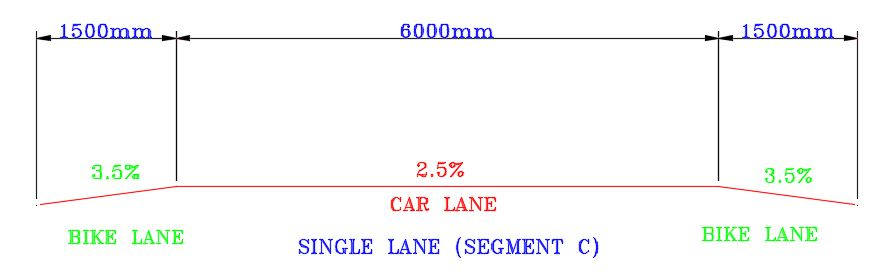 1500mm 6000mm 1500mm
3.5% 2.5% 3.5%
CAR LANE
BIKE LANE BIKE LANE
SINGLE LANE (SEGMENT C)